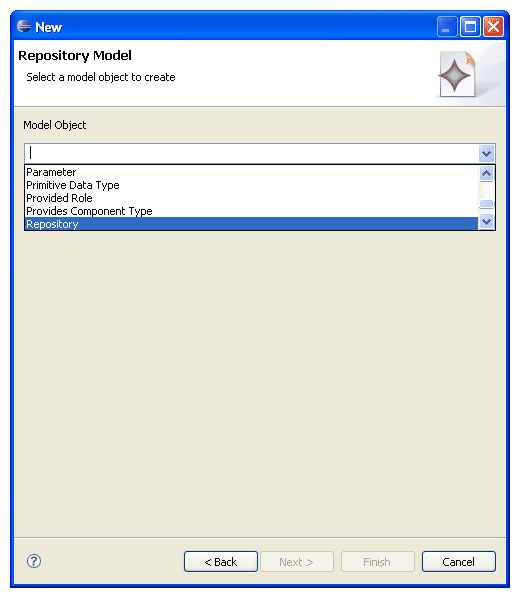 New
Repository Model
Select a model object to create
Model Object
Parameter
Primitive Data Type
Provided Role
Provides Component Type
Repository
?
< Back
Next >
Finish
Cancel